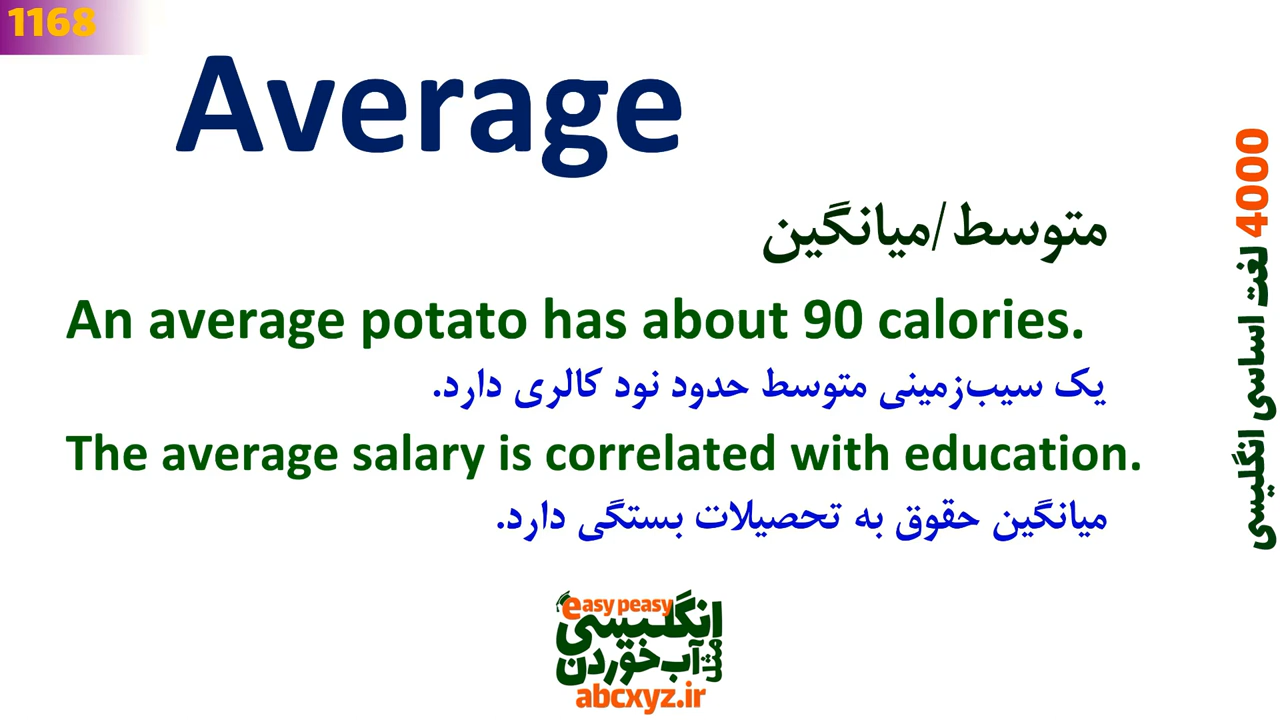 1168
Average
متوسط/میانگین
An average potato has about 90 calories.
یک سیب‌زمینی متوسط حدود نود کالری دارد.
The average salary is correlated with education.
میانگین حقوق به تحصیلات بستگی دارد.
4000 لغت اساسی انگلیسی
easy peasy
انگلیسی
مثل آب خوردن
abcxyz.ir